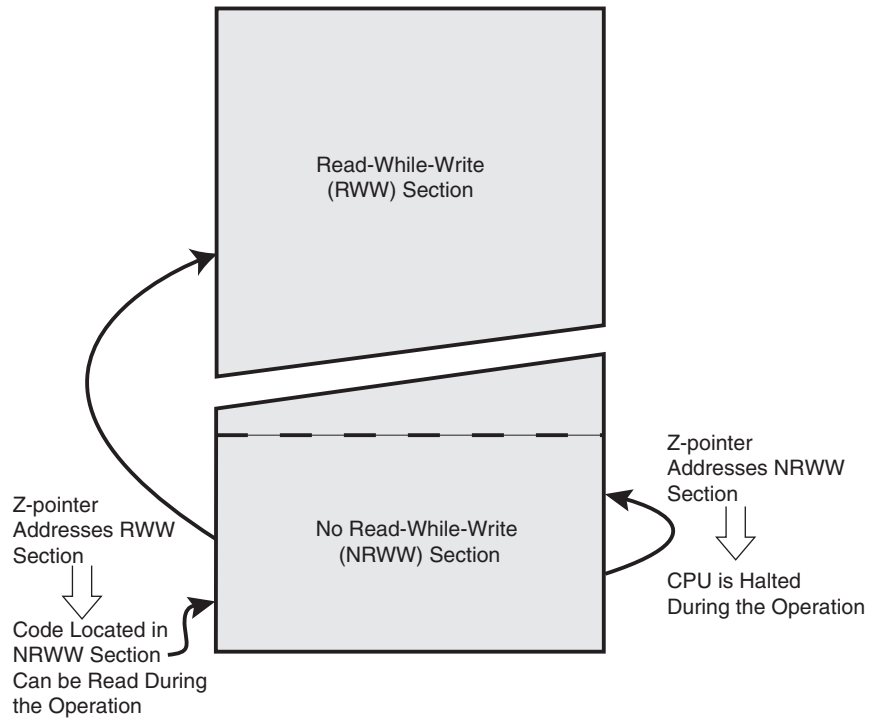 Read-While-Write
(RWW) Section
Z-pointer
Addresses NRWW
Section
Z-pointer
Addresses RWW
Section
No Read-While-Write
(NRWW) Section
CPU is Halted
During the Operation
Code Located in
NRWW Section
Can be Read During
the Operation